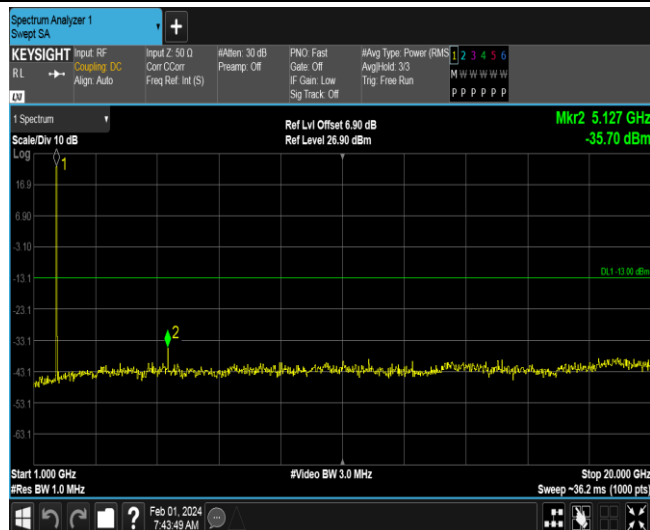 Spectrum Analyzer 1
Swept SA
+
KEYSIGHT
RL
Input: RF
Coupling: DC
Align: Auto
Input Z: 50 Ω
Corr CCorr
Freq Ref: Int (S)
#Atten: 30 dB
Preamp: Off
PNO: Fast
Gate: Off
IF Gain: Low
Sig Track: Off
#Avg Type: Power (RMS
Avg|Hold: 3/3
Trig: Free Run
1 2 3 4 5 6
M W W W W W
P P P P P P
1 Spectrum
Scale/Div 10 dB
Log
Ref Lvl Offset 6.90 dB
Ref Level 26.90 dBm
Mkr2 5.127 GHz
-35.70 dBm
1
16.9
6.90
-3.10
-13.1
DL1 -13.00 dBm
-23.1
2
-33.1
-43.1
-53.1
-63.1
Start 1.000 GHz
#Res BW 1.0 MHz
#Video BW 3.0 MHz
Stop 20.000 GHz
Sweep ~36.2 ms (1000 pts)
?
Feb 01, 2024
7:43:49 AM